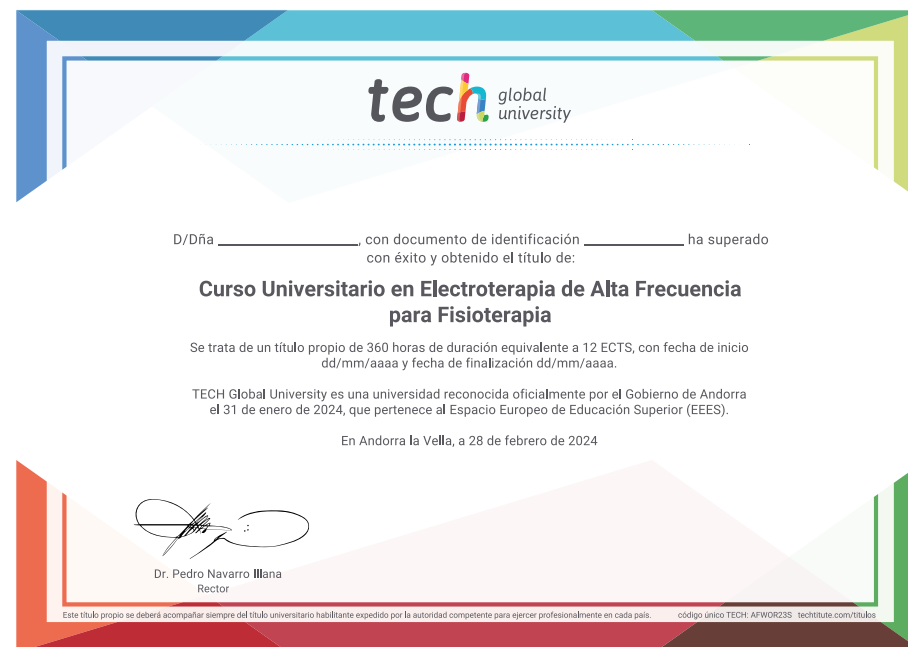 tech global university
D/Dña , con documento de identificación ha superado
con éxito y obtenido el título de:
Curso Universitario en Electroterapia de Alta Frecuencia
para Fisioterapia
Se trata de un título propio de 360 horas de duración equivalente a 12 ECTS, con fecha de inicio
dd/mm/aaaa y fecha de finalización dd/mm/aaaa.
TECH Global University es una universidad reconocida oficialmente por el Gobierno de Andorra
el 31 de enero de 2024, que pertenece al Espacio Europeo de Educación Superior (EEES).
En Andorra la Vella, a 28 de febrero de 2024
Dr. Pedro Navarro Illana
Rector
Este título propio se deberá acompañar siempre del título universitario habilitante expedido por la autoridad competente para ejercer profesionalmente en cada país. código único TECH: AFWOR23S techtitute.com/titulos